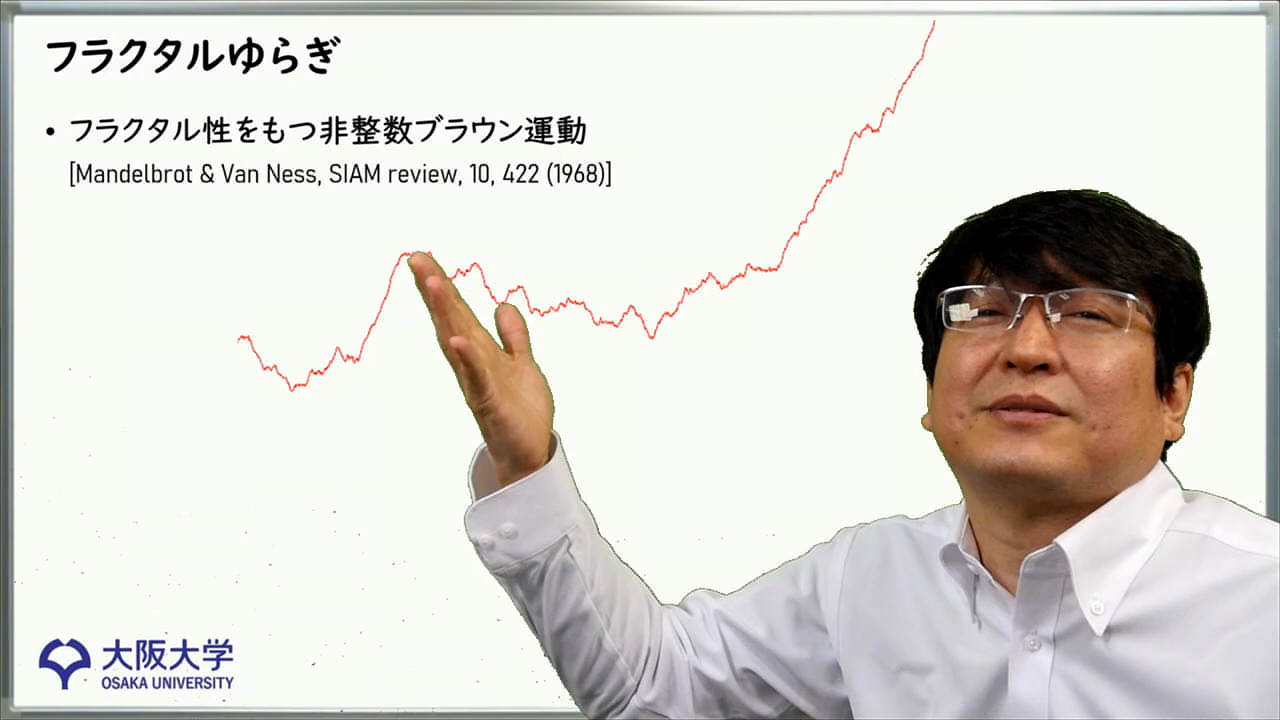 フラクタルゆらぎ
• フラクタル性をもつ非整数ブラウン運動
[Mandelbrot & Van Ness, SIAM review, 10, 422 (1968)]
大阪大学
OSAKA UNIVERSITY